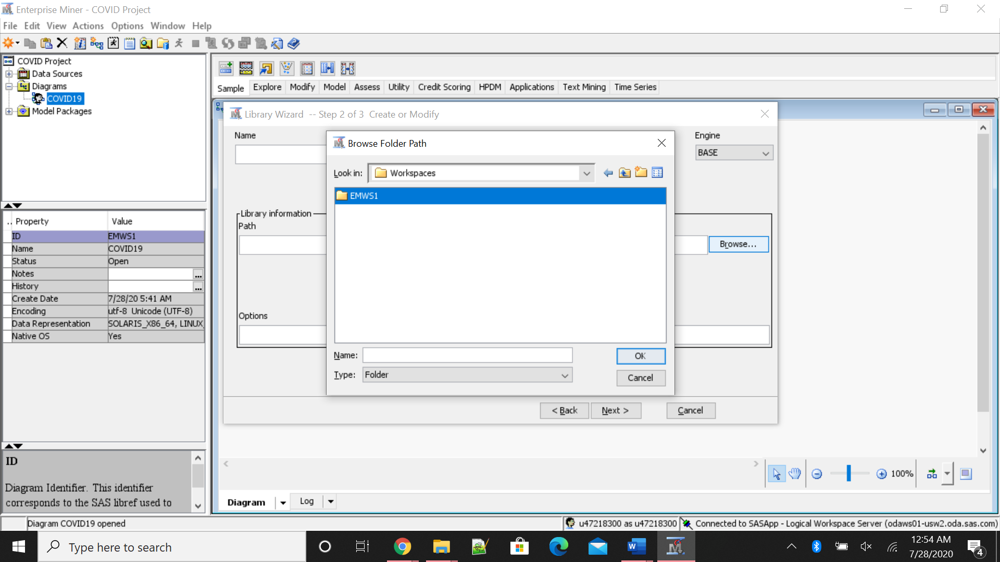 Enterprise Miner - COVID Project
File Edit View Actions Options Window Help
COVID Project
Data Sources
Diagrams
COVID19
Model Packages
Sample Explore Modify Model Assess Utility Credit Scoring HPDM Applications Text Mining Time Series
Library Wizard -- Step 2 of 3 Create or Modify
Name
Engine
BASE
Browse Folder Path
Look in: Workspaces
EMWS1
Library information
Path
Browse...
Options
Name:
OK
Type: Folder
Cancel
< Back Next > Cancel
.. Property Value
ID EMWS1
Name COVID19
Status Open
Notes ...
History ...
Create Date 7/28/20 5:41 AM
Encoding utf-8 Unicode (UTF-8)
Data Representation SOLARIS_X86_64, LINUX_
Native OS Yes
ID
Diagram Identifier. This identifier
corresponds to the SAS libref used to
100%
Diagram Log
Diagram COVID19 opened
u47218300 as u47218300 Connected to SASApp - Logical Workspace Server (odaws01-usw2.oda.sas.com)
Type here to search
12:54 AM
7/28/2020
4